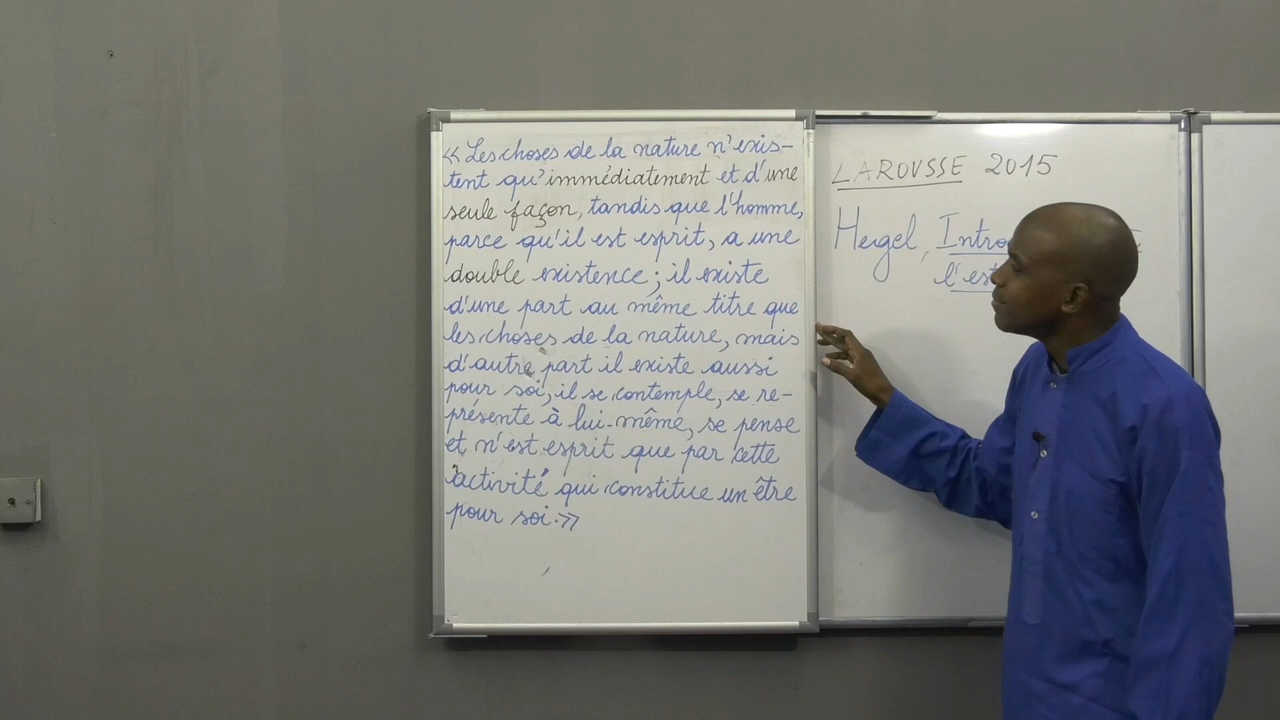 « Les choses de la nature n'exis-
tent qu'immédiatement et d'une
seule façon, tandis que l'homme,
parce qu'il est esprit, a une
double existence ; il existe
d'une part au même titre que
les choses de la nature, mais
d'autre part il existe aussi
pour soi, il se contemple, se re-
présente à lui-même, se pense
et n'est esprit que par cette
activité qui constitue un être
pour soi. »
LAROUSSE 2015
Hegel,